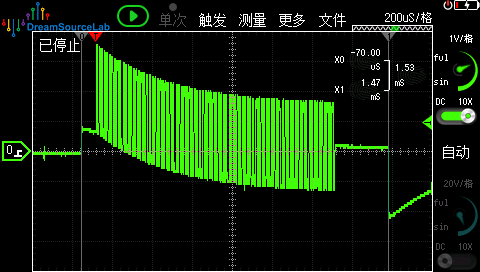 DreamSourceLab 单次 触发 测量 更多 文件 200uS/格
已停止
1V/格
X0 -70.00 uS
1.53 mS
X1 1.47 mS
ful
sin
DC 10X
0
自动
20V/格
ful
sin
DC 10X